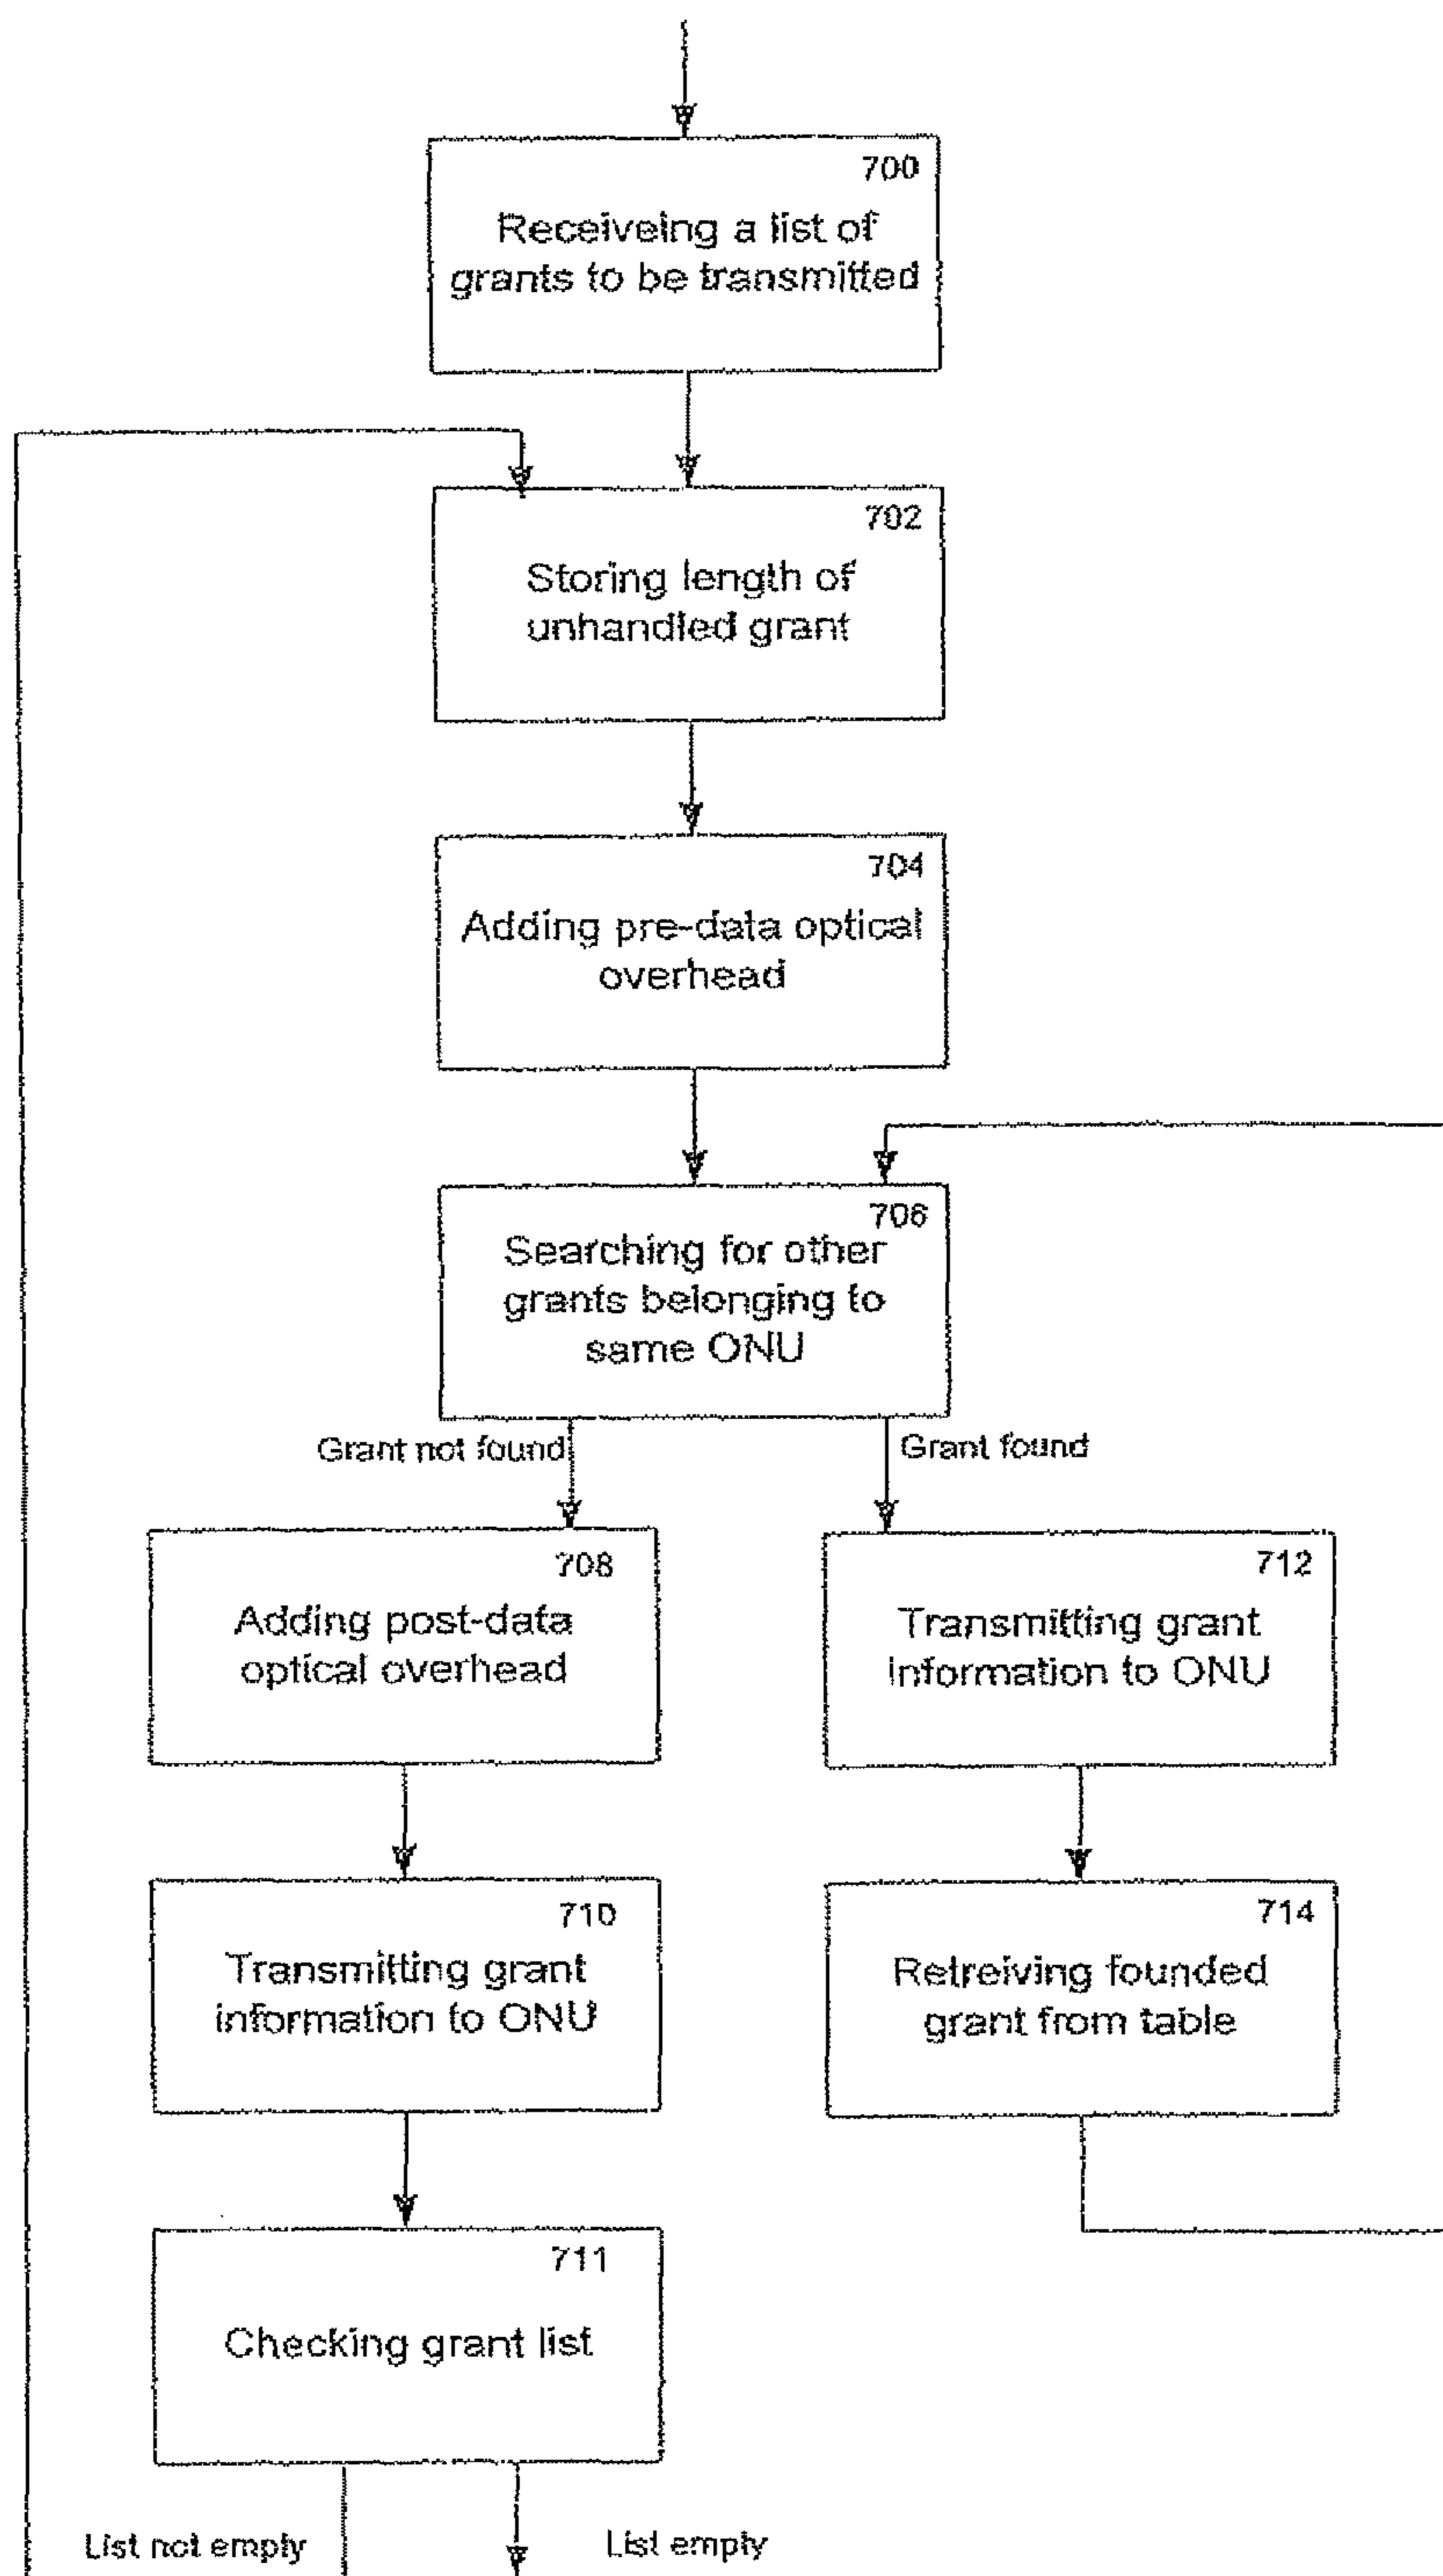 700
Receiveing a list of
grants to be transmitted
702
Storing length of
unhandled grant
704
Adding pre-data optical
overhead
706
Searching for other
grants belonging to
same ONU
Grant not found
Grant found
708
Adding post-data
optical overhead
712
Transmitting grant
Information to ONU
710
Transmitting grant
information to ONU
714
Retreiving founded
grant from table
711
Checking grant list
List not empty
List empty